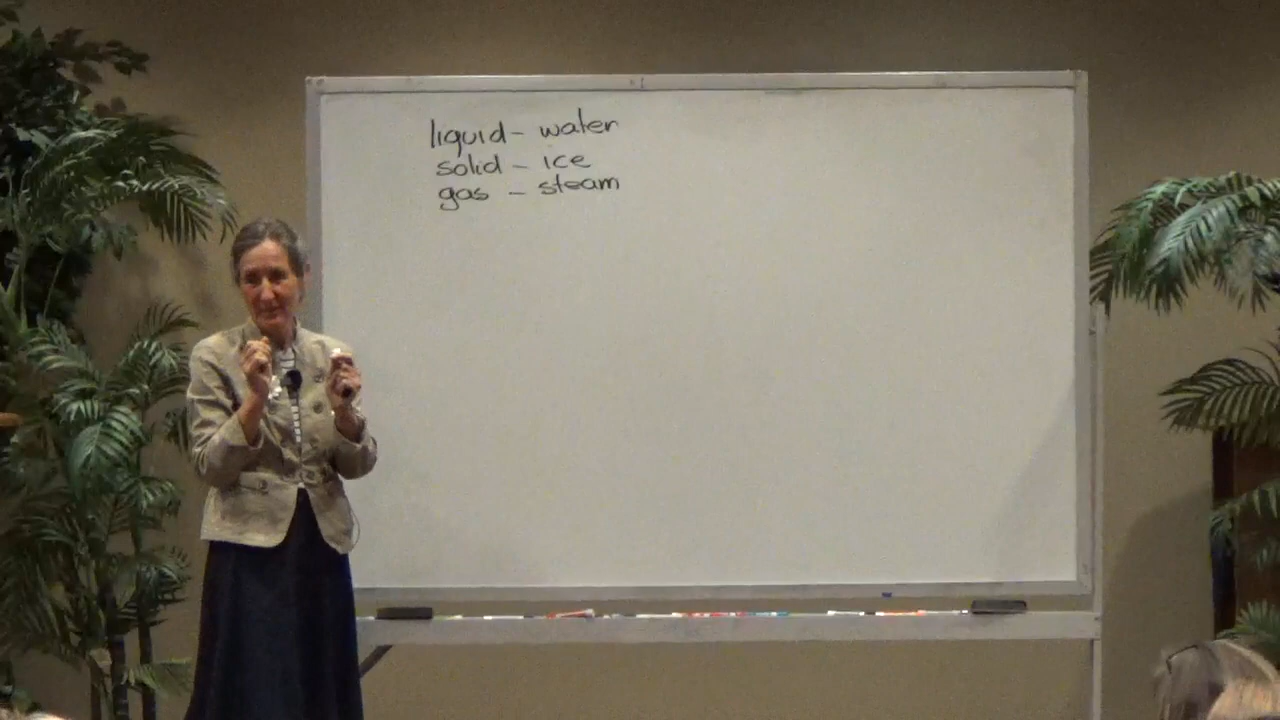 liquid - water
solid - ice
gas - steam